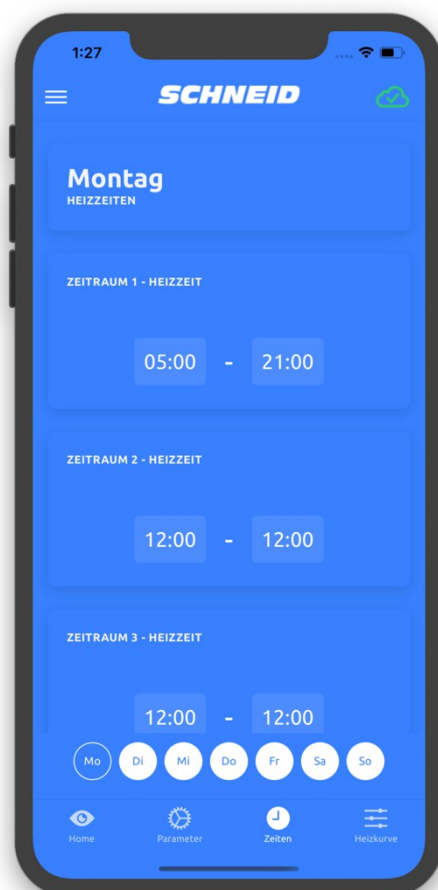 1:27
SCHNEID
Montag
HEIZZEITEN
ZEITRAUM 1 - HEIZZEIT
05:00 - 21:00
ZEITRAUM 2 - HEIZZEIT
12:00 - 12:00
ZEITRAUM 3 - HEIZZEIT
12:00 - 12:00
Mo Di Mi Do Fr Sa So
Home Parameter Zeiten Heizkurve